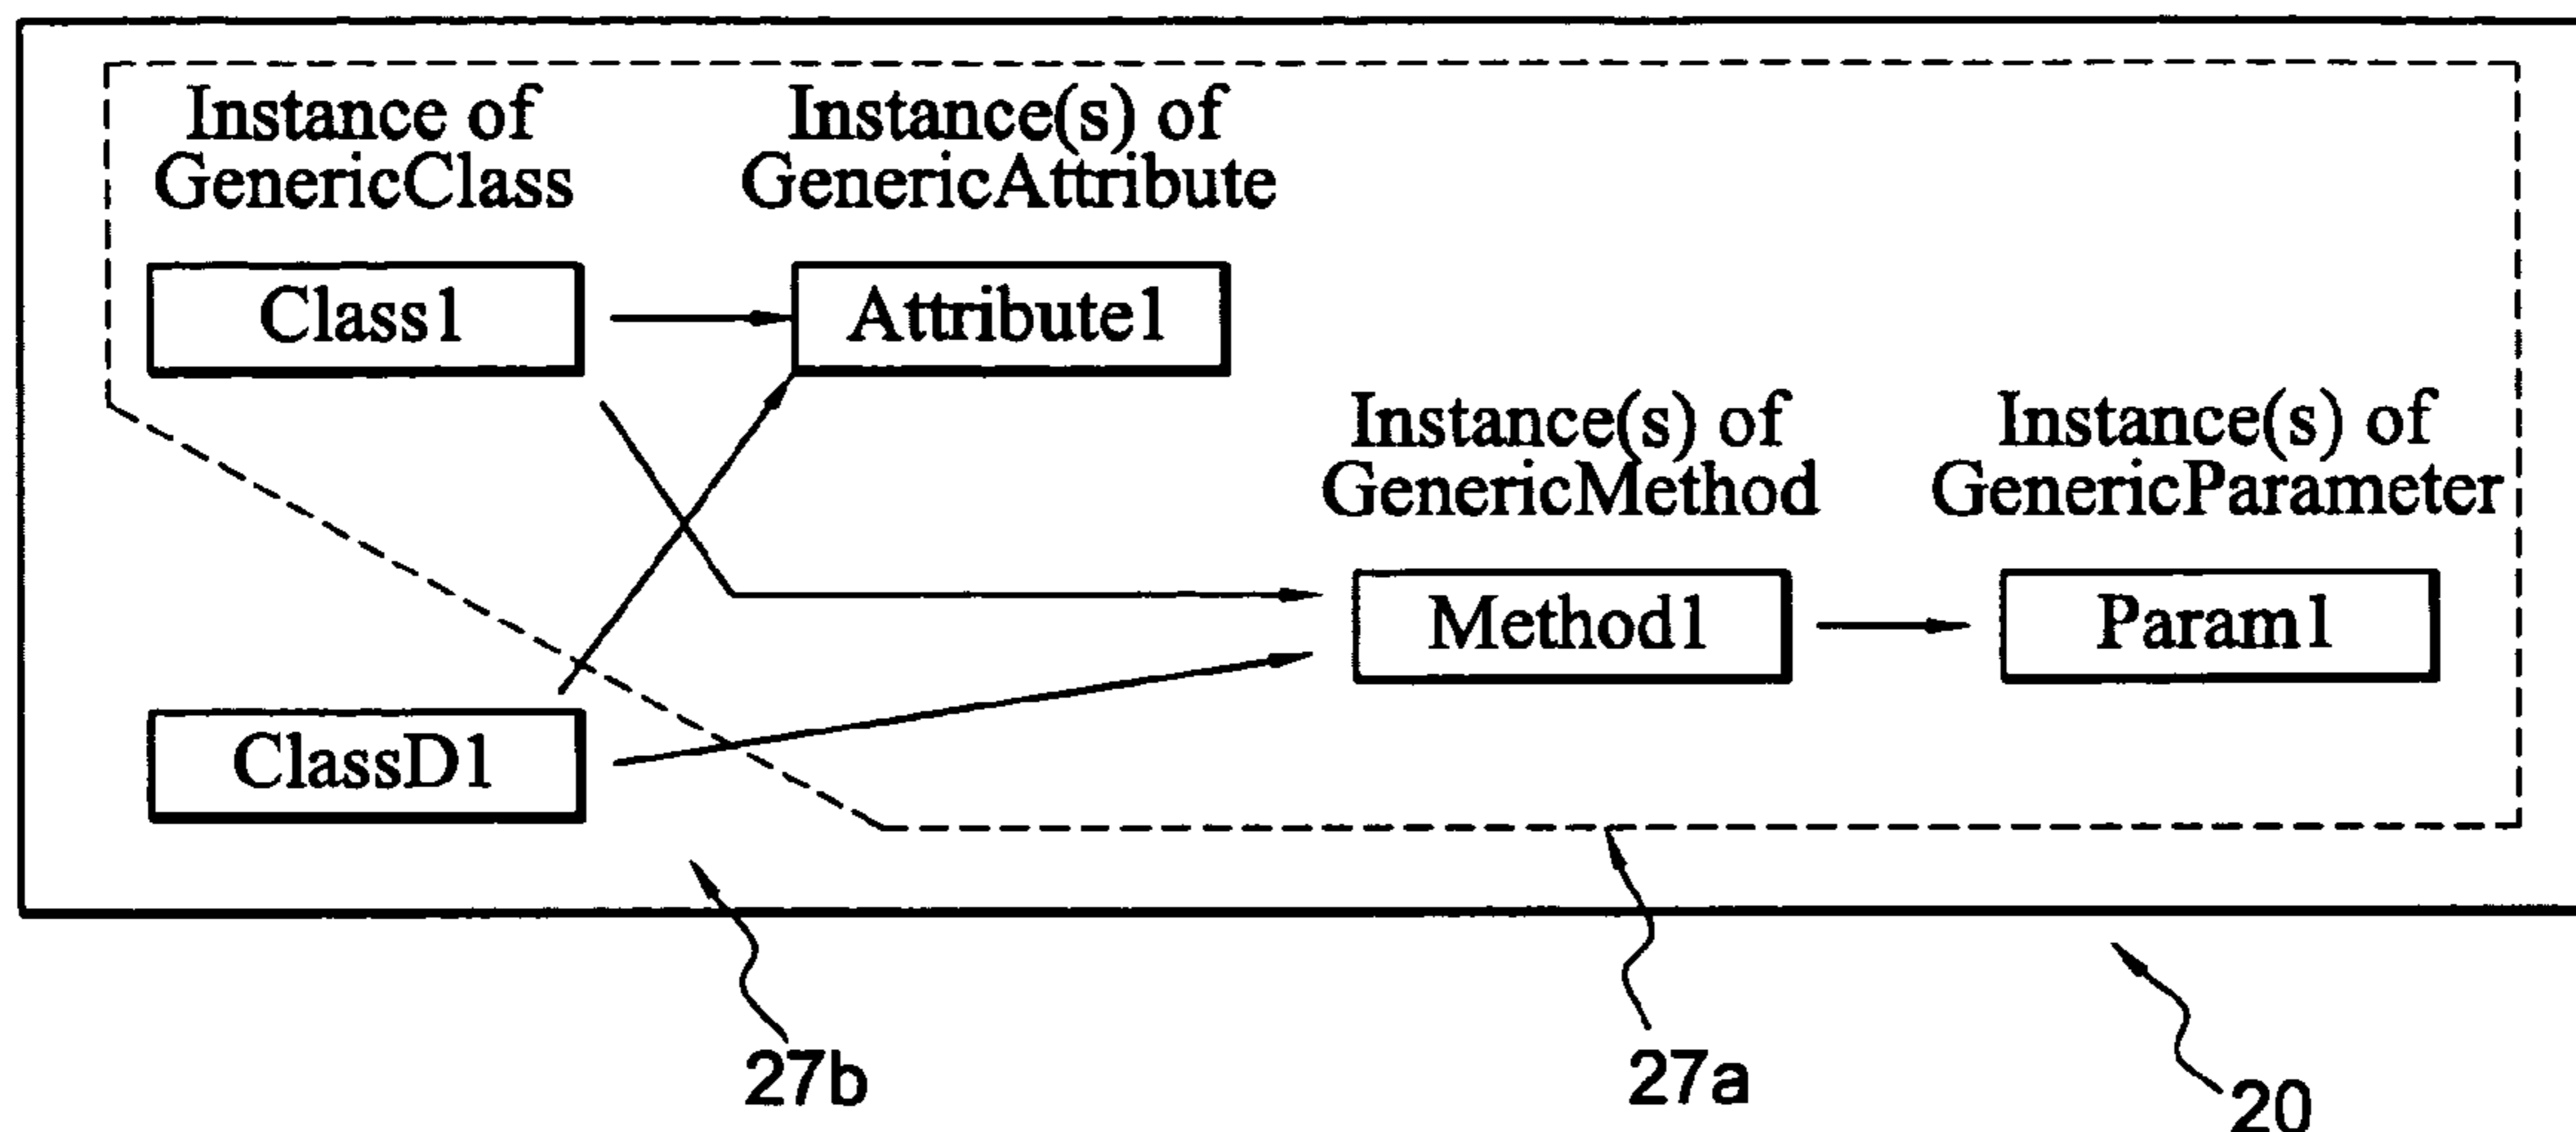 Instance of
GenericClass
Instance(s) of
GenericAttribute
Class1
Attribute1
Instance(s) of
GenericMethod
Instance(s) of
GenericParameter
Method1
Param1
ClassD1
27b
27a
20